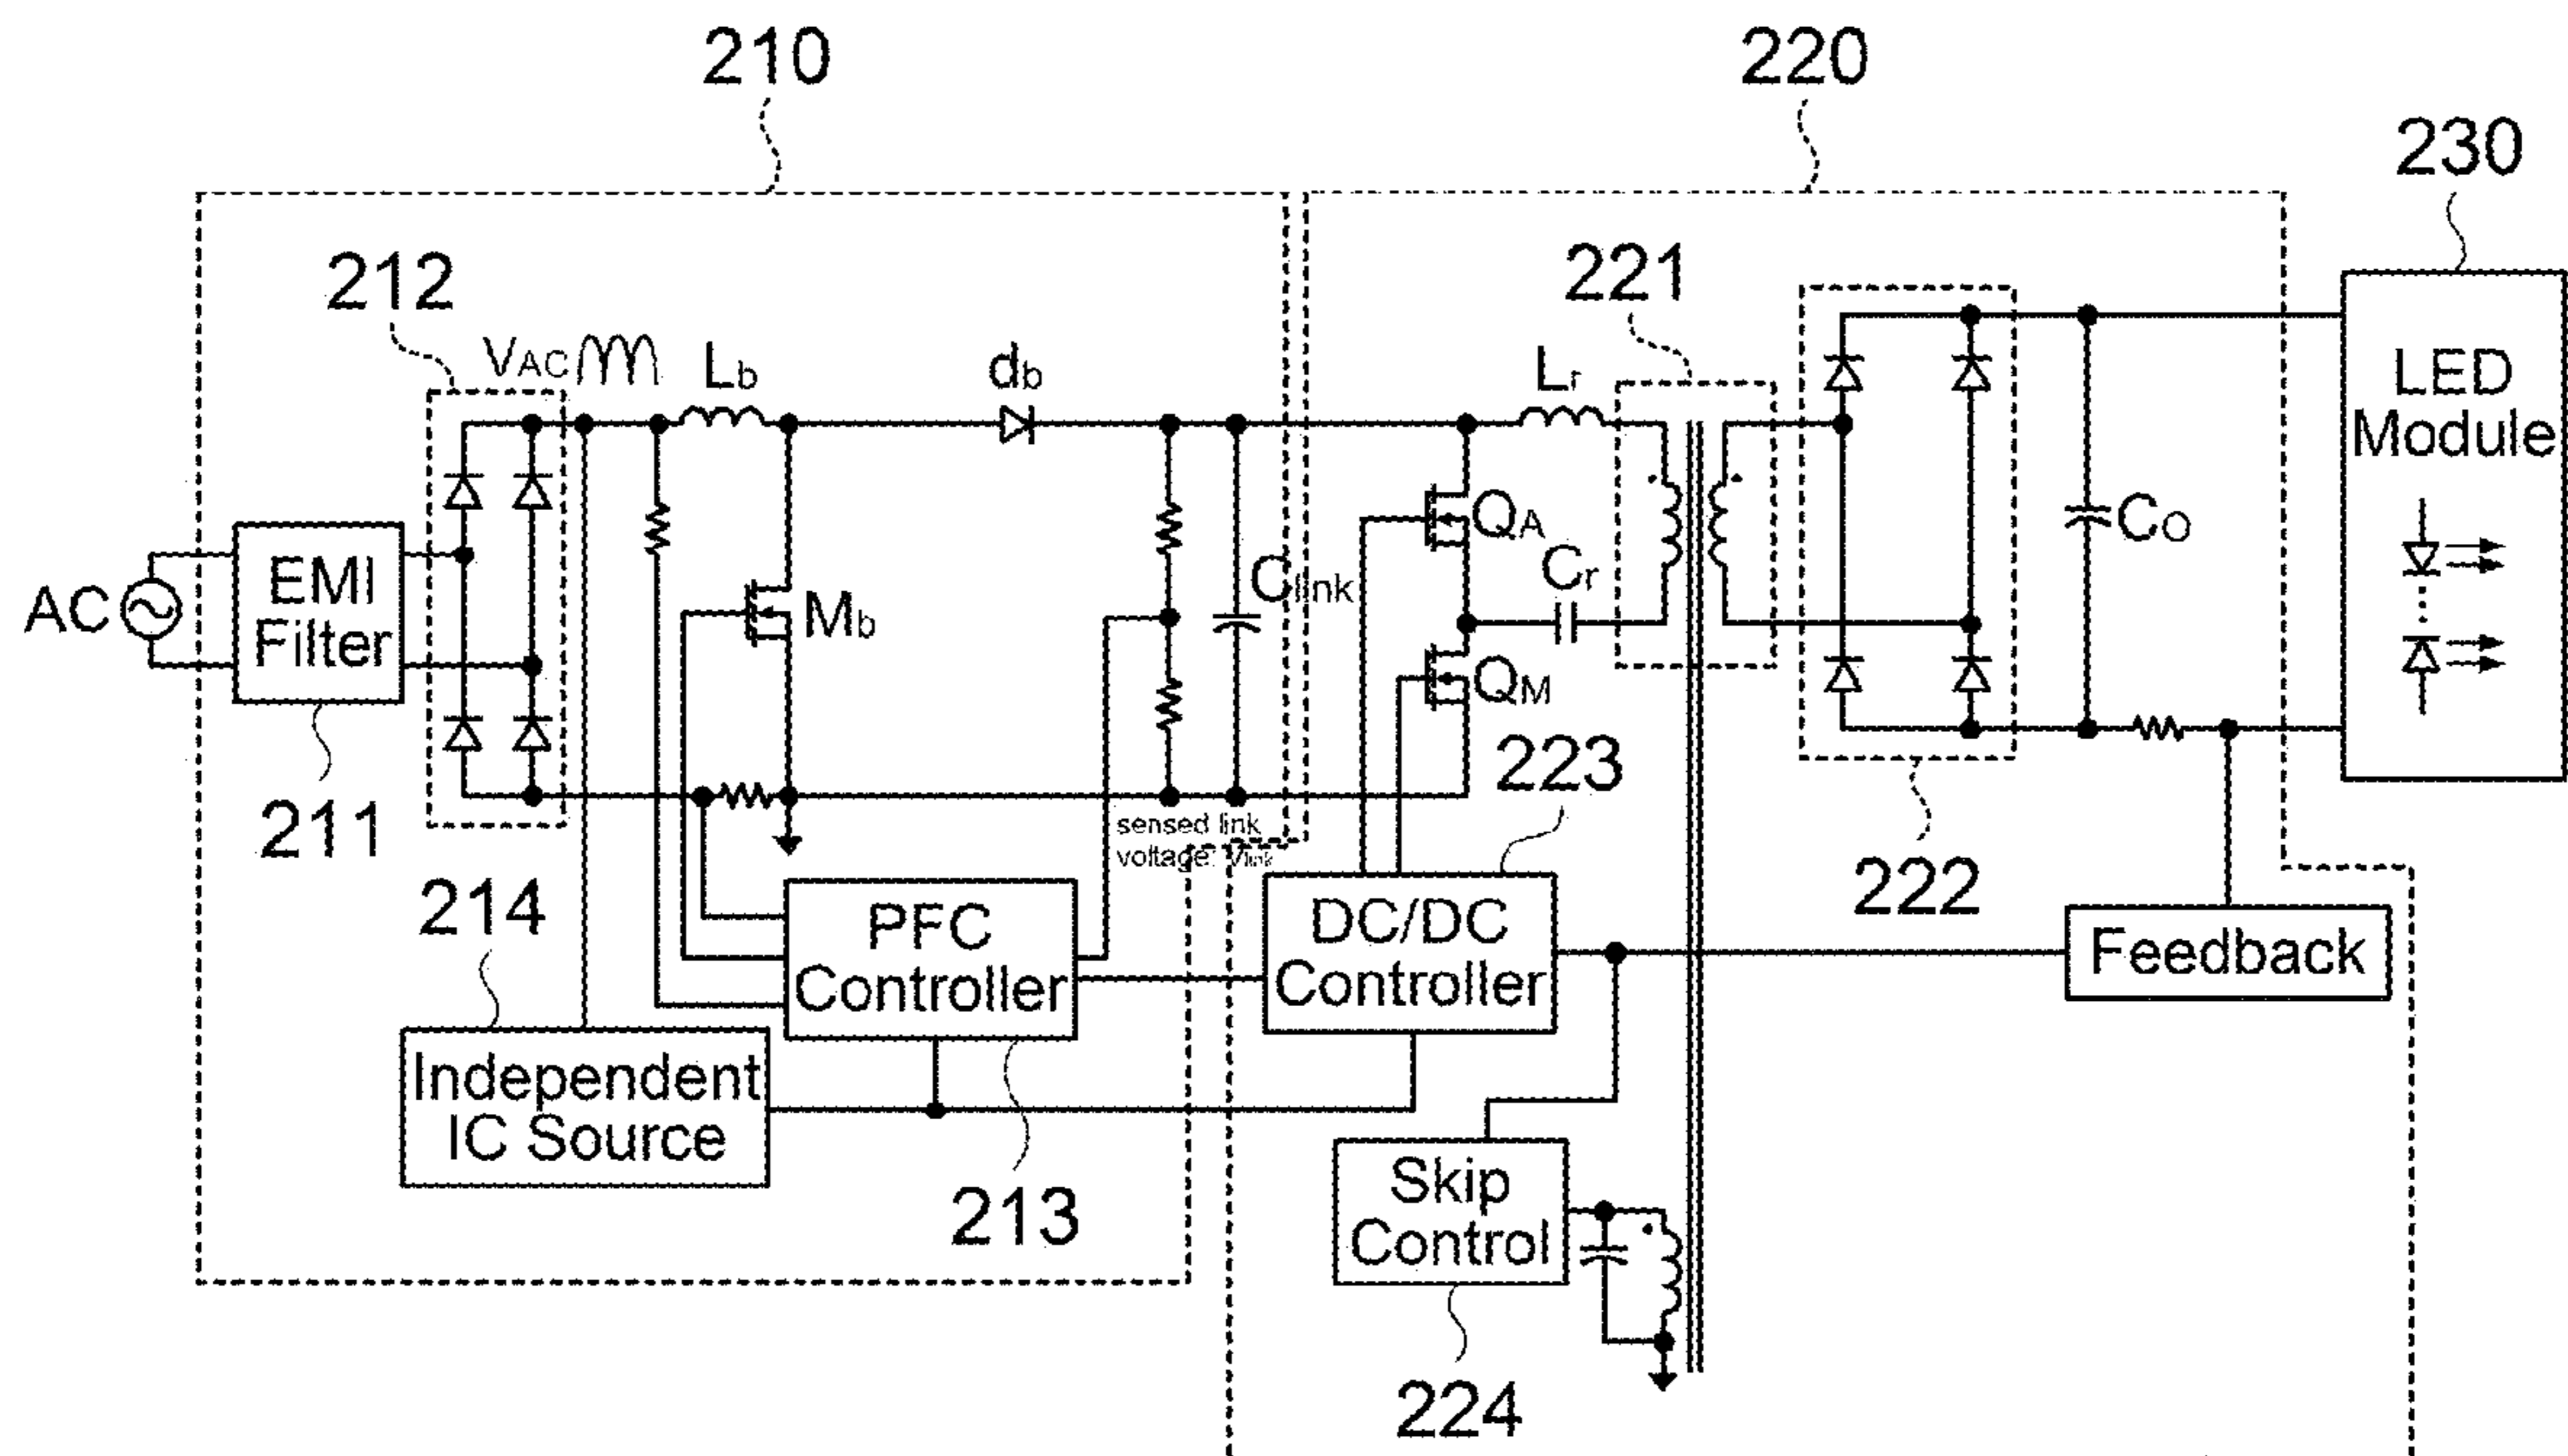 210
220
230
212
221
VAC
Lb
db
Lr
LED
Module
QA
CO
AC
EMI
Filter
Mb
Clink
Cr
QM
223
211
sensed link
voltage: Vlink
222
214
PFC
Controller
DC/DC
Controller
Feedback
Independent
IC Source
213
Skip
Control
224